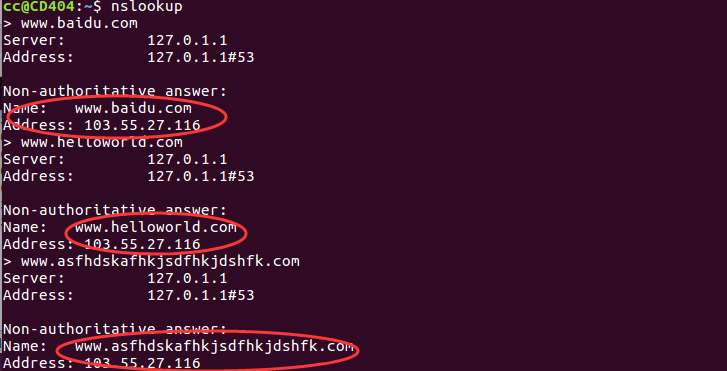 cc@CD404:~$ nslookup
> www.baidu.com
Server:         127.0.1.1
Address:        127.0.1.1#53

Non-authoritative answer:
Name:   www.baidu.com
Address: 103.55.27.116
> www.helloworld.com
Server:         127.0.1.1
Address:        127.0.1.1#53

Non-authoritative answer:
Name:   www.helloworld.com
Address: 103.55.27.116
> www.asfhdskafhkjsdfhkjdshfk.com
Server:         127.0.1.1
Address:        127.0.1.1#53

Non-authoritative answer:
Name:   www.asfhdskafhkjsdfhkjdshfk.com
Address: 103.55.27.116